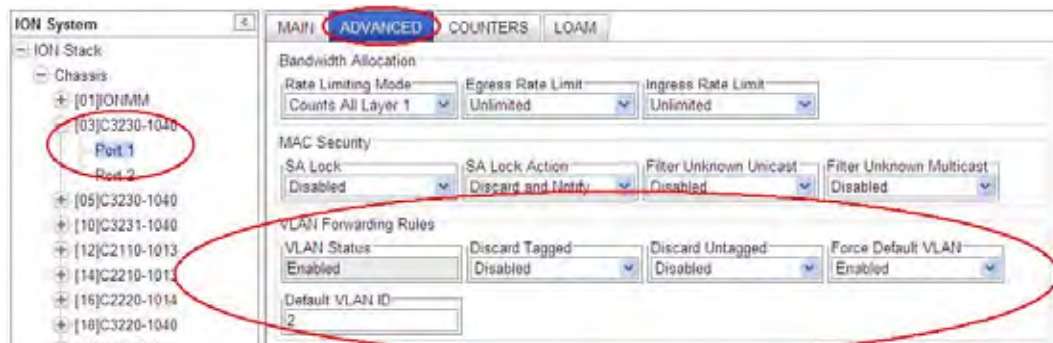 ION System
ION Stack
Chassis
[01]IONMM
[03]C3230-1040
Port 1
Port 2
[05]C3230-1040
[10]C3231-1040
[12]C2110-1013
[14]C2210-1013
[16]C2220-1014
[18]C3220-1040
MAIN ADVANCED COUNTERS LOAM
Bandwidth Allocation
Rate Limiting Mode Egress Rate Limit Ingress Rate Limit
Counts All Layer 1 Unlimited Unlimited
MAC Security
SA Lock SA Lock Action Filter Unknown Unicast Filter Unknown Multicast
Disabled Discard and Notify Disabled Disabled
VLAN Forwarding Rules
VLAN Status Discard Tagged Discard Untagged Force Default VLAN
Enabled Disabled Disabled Enabled
Default VLAN ID
2